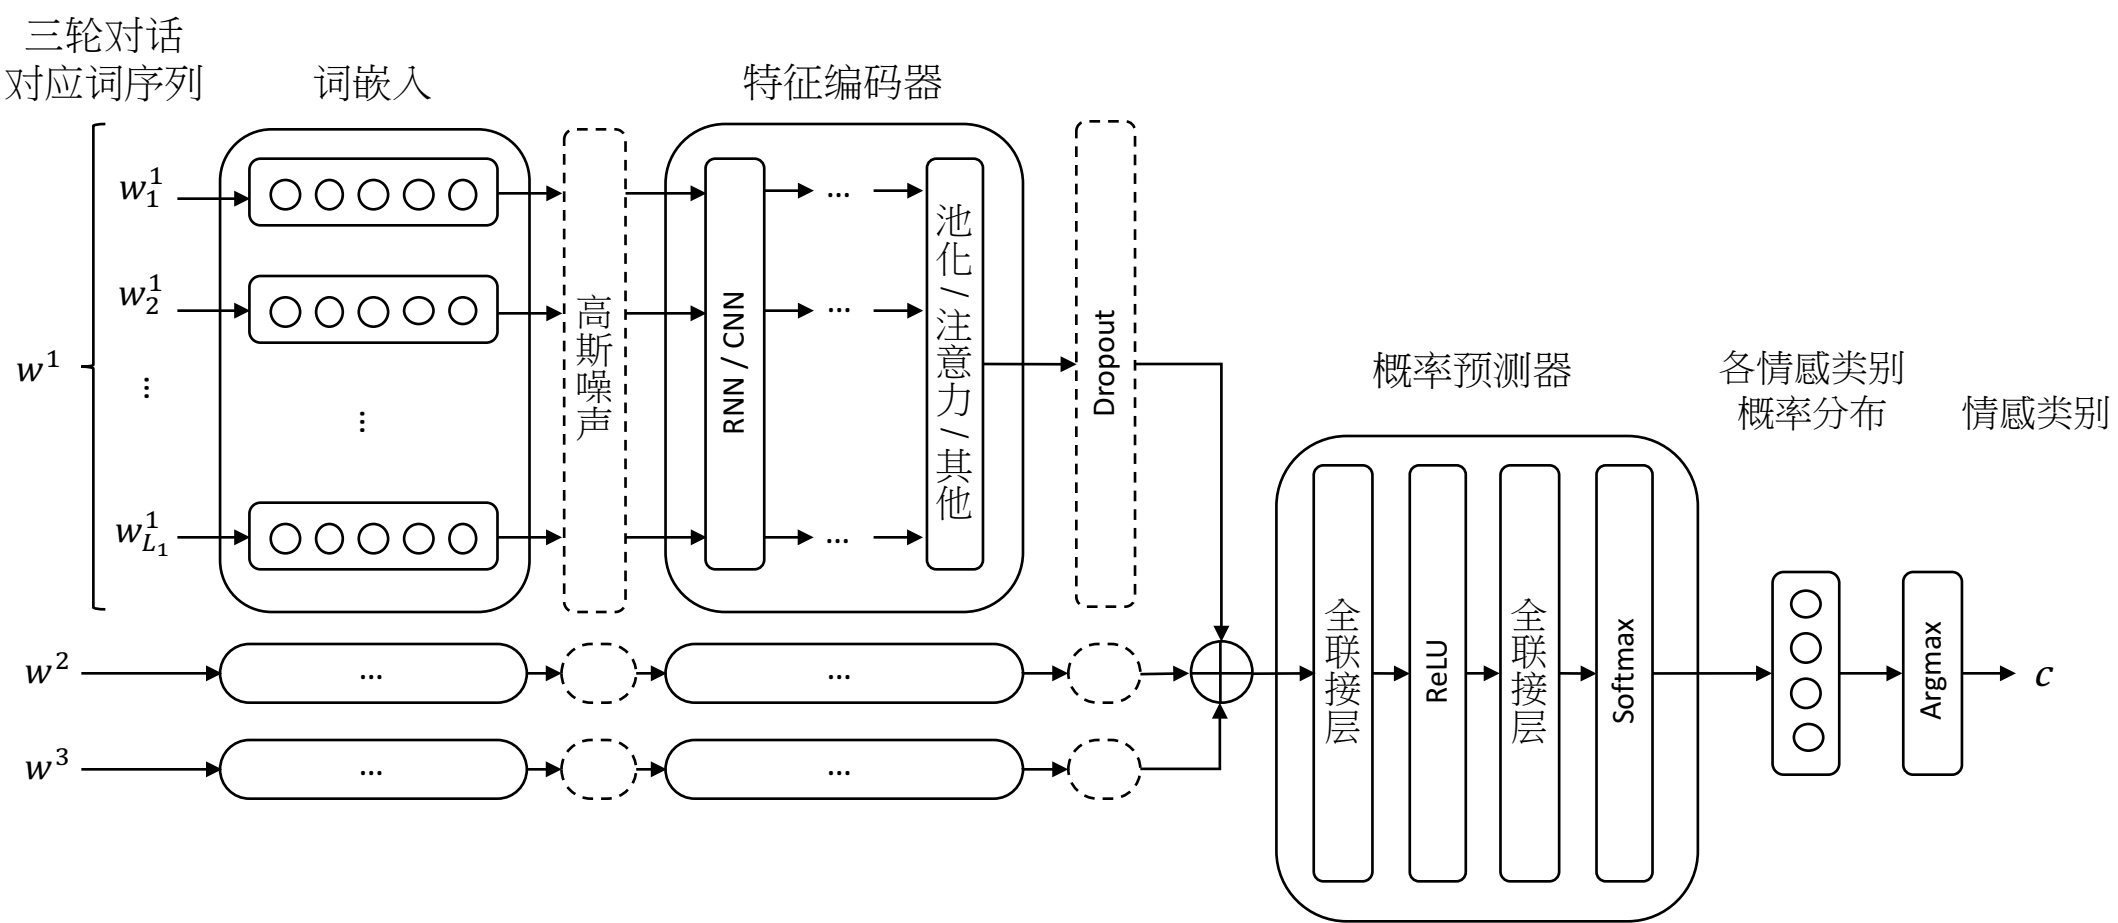 三轮对话
对应词序列
词嵌入
特征编码器
w^1
w_1^1
w_2^1
...
w_{L_1}^1
...
高斯噪声
RNN / CNN
...
...
...
池化 / 注意力 / 其他
Dropout
w^2
...
...
w^3
...
...
概率预测器
全联接层
ReLU
全联接层
Softmax
各情感类别
概率分布
Argmax
情感类别
c